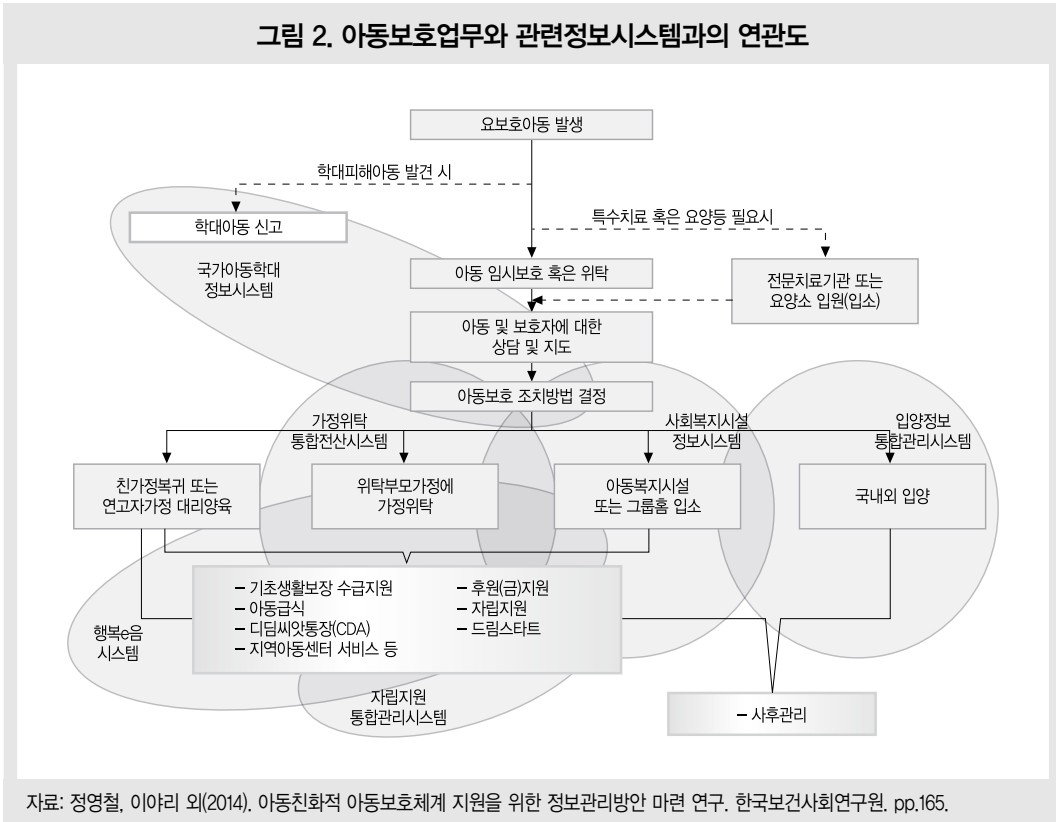 그림 2. 아동보호업무와 관련정보시스템과의 연관도
요보호아동 발생
학대피해아동 발견 시
학대아동 신고
특수치료 혹은 요양등 필요시
국가아동학대
정보시스템
아동 임시보호 혹은 위탁
전문치료기관 또는
요양소 입원(입소)
아동 및 보호자에 대한
상담 및 지도
아동보호 조치방법 결정
가정위탁
통합전산시스템
사회복지시설
정보시스템
입양정보
통합관리시스템
친가정복귀 또는
연고자가정 대리양육
위탁부모가정에
가정위탁
아동복지시설
또는 그룹홈 입소
국내외 입양
– 기초생활보장 수급지원
– 아동급식
– 디딤씨앗통장(CDA)
– 지역아동센터 서비스 등
– 후원(금)지원
– 자립지원
– 드림스타트
행복e음
시스템
자립지원
통합관리시스템
– 사후관리
자료: 정영철, 이야리 외(2014). 아동친화적 아동보호체계 지원을 위한 정보관리방안 마련 연구. 한국보건사회연구원. pp.165.